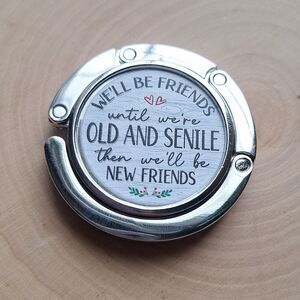 WE'LL BE FRIENDS
until we're
OLD AND SENILE
then we'll be
NEW FRIENDS